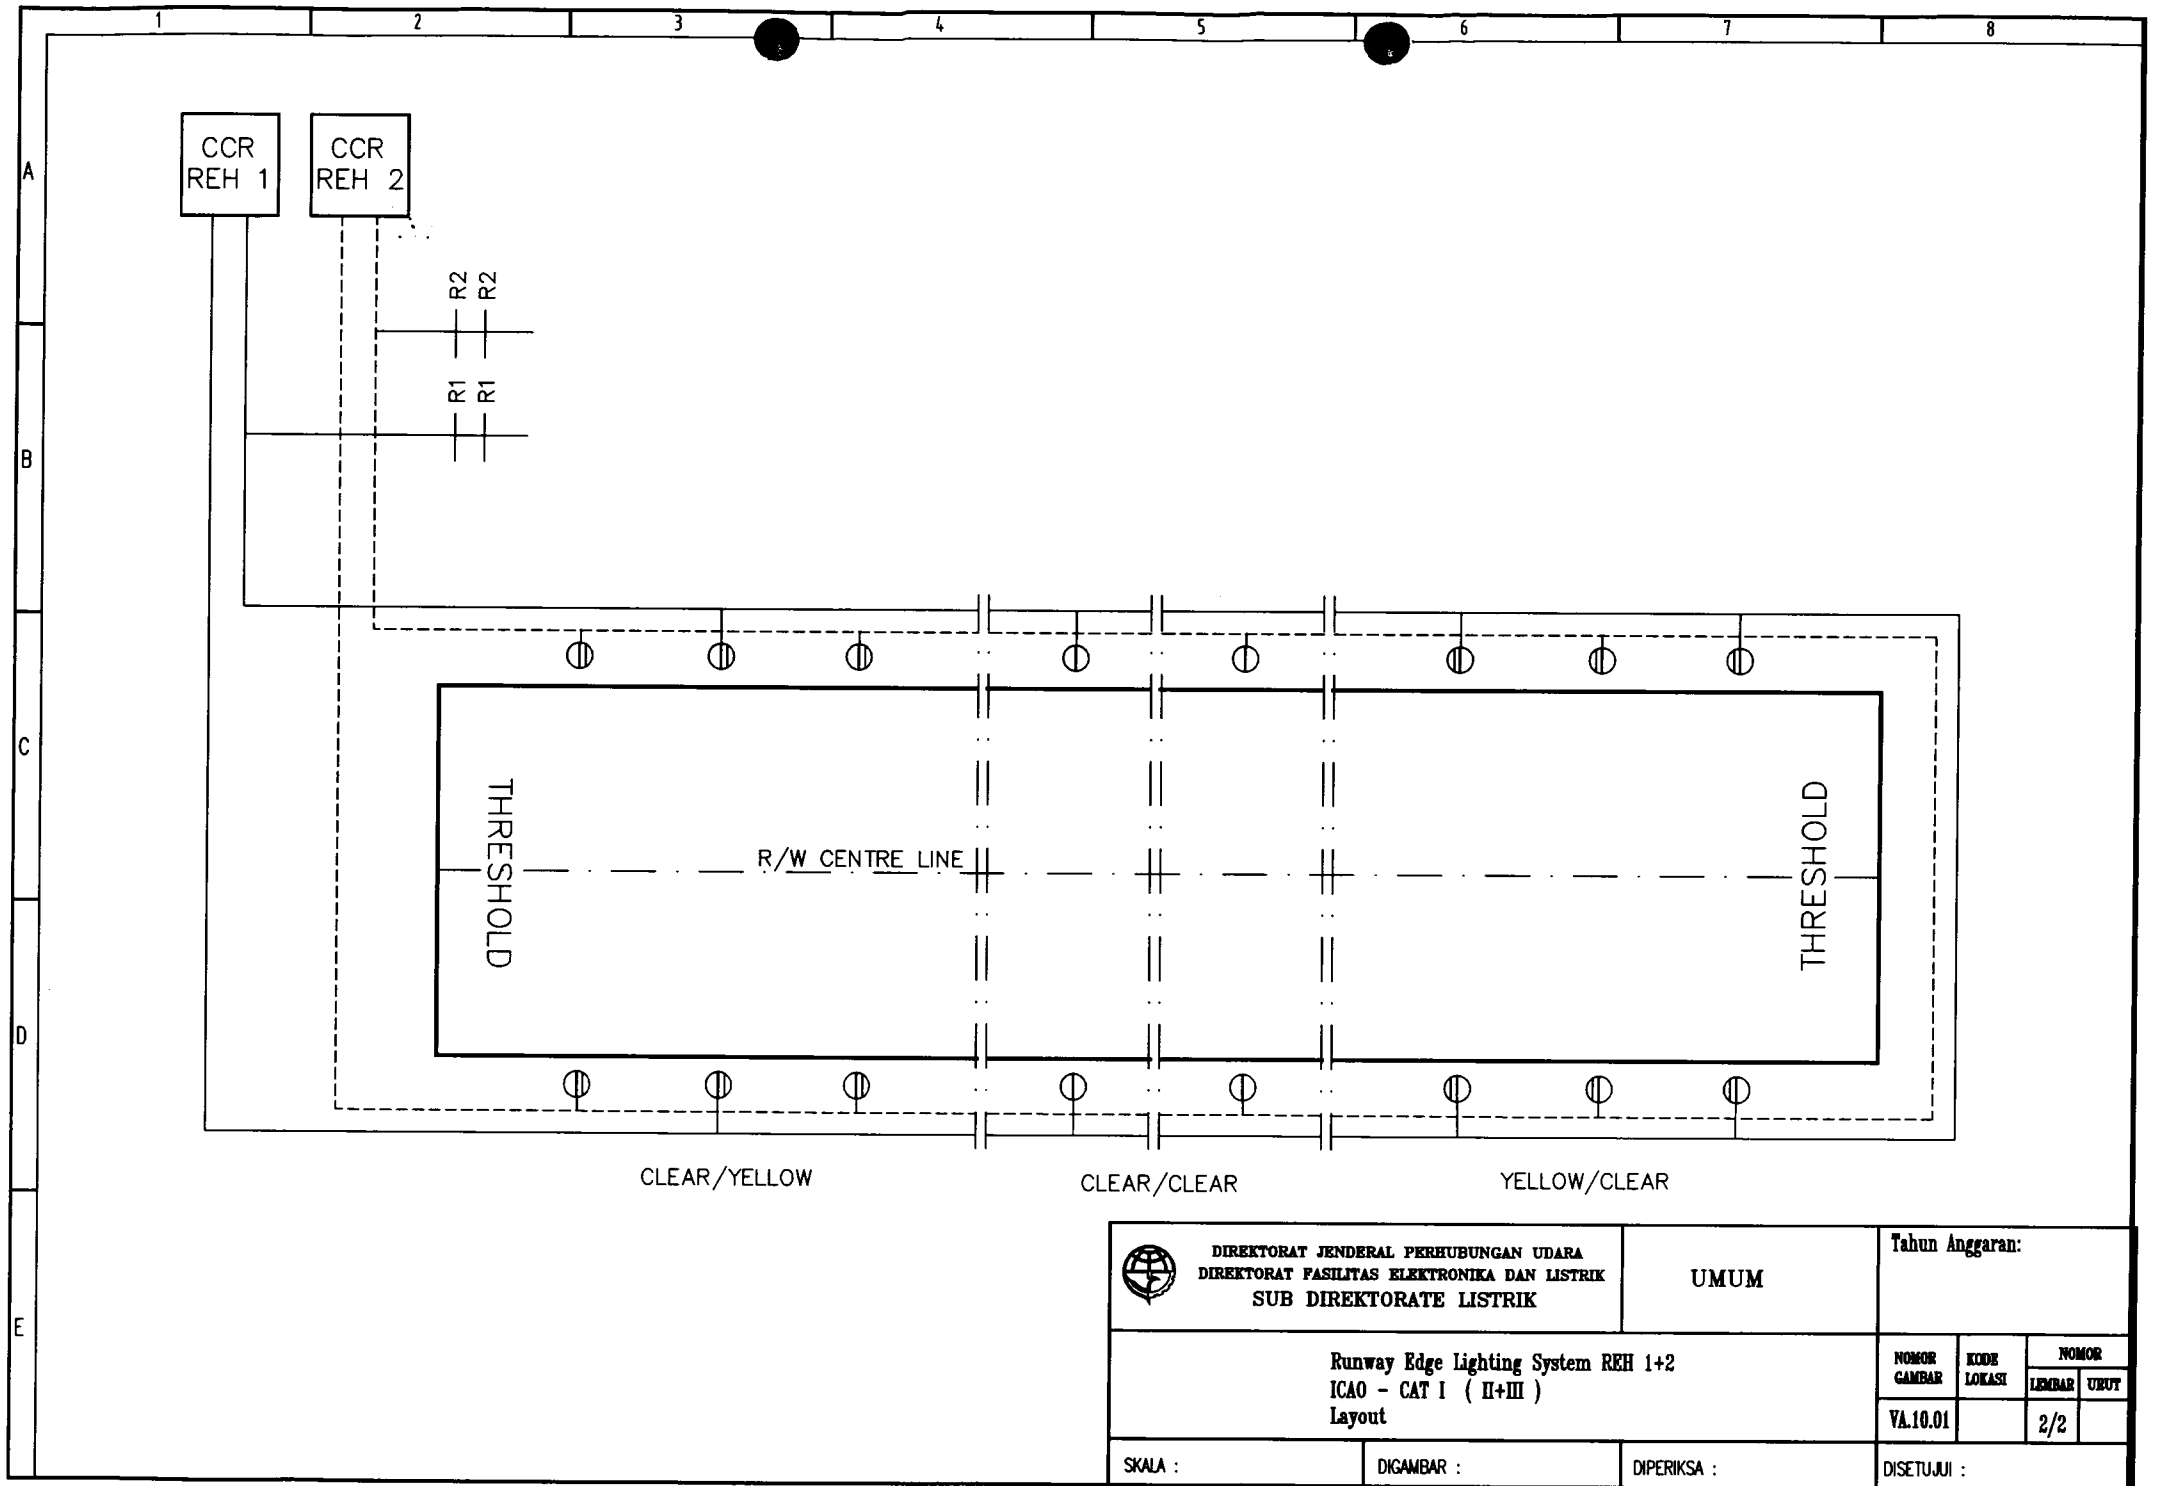 1 2 3 4 5 6 7 8
A
B
C
D
E
CCR
REH 1
CCR
REH 2
R2 R2
R1 R1
THRESHOLD
R/W CENTRE LINE
THRESHOLD
CLEAR/YELLOW
CLEAR/CLEAR
YELLOW/CLEAR
DIREKTORAT JENDERAL PERHUBUNGAN UDARA
DIREKTORAT FASILITAS ELEKTRONIKA DAN LISTRIK
SUB DIREKTORATE LISTRIK
UMUM
Tahun Anggaran:
Runway Edge Lighting System REH 1+2
ICAO - CAT I ( II+III )
Layout
NOMOR
GAMBAR
KODE
LOKASI
NOMOR
LEMBAR URUT
VA.10.01
2/2
SKALA :
DIGAMBAR :
DIPERIKSA :
DISETUJUI :